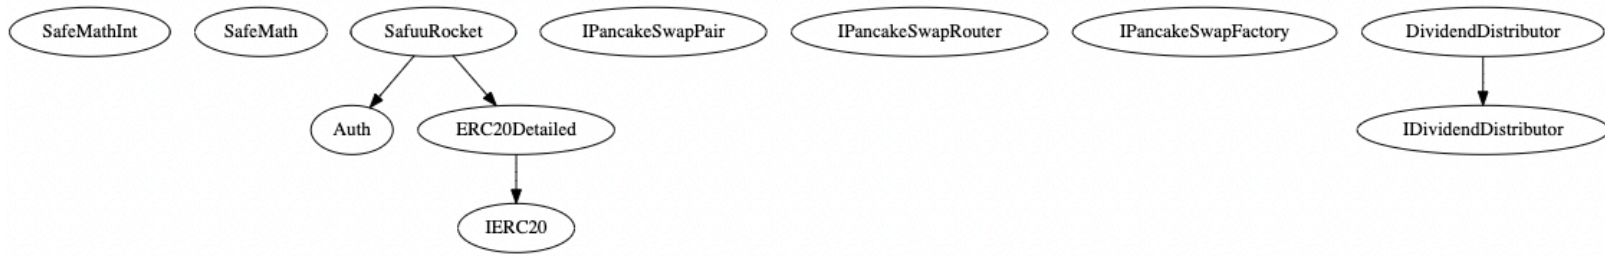 SafeMathInt
SafeMath
SafuuRocket
IPancakeSwapPair
IPancakeSwapRouter
IPancakeSwapFactory
DividendDistributor
Auth
ERC20Detailed
IDividendDistributor
IERC20